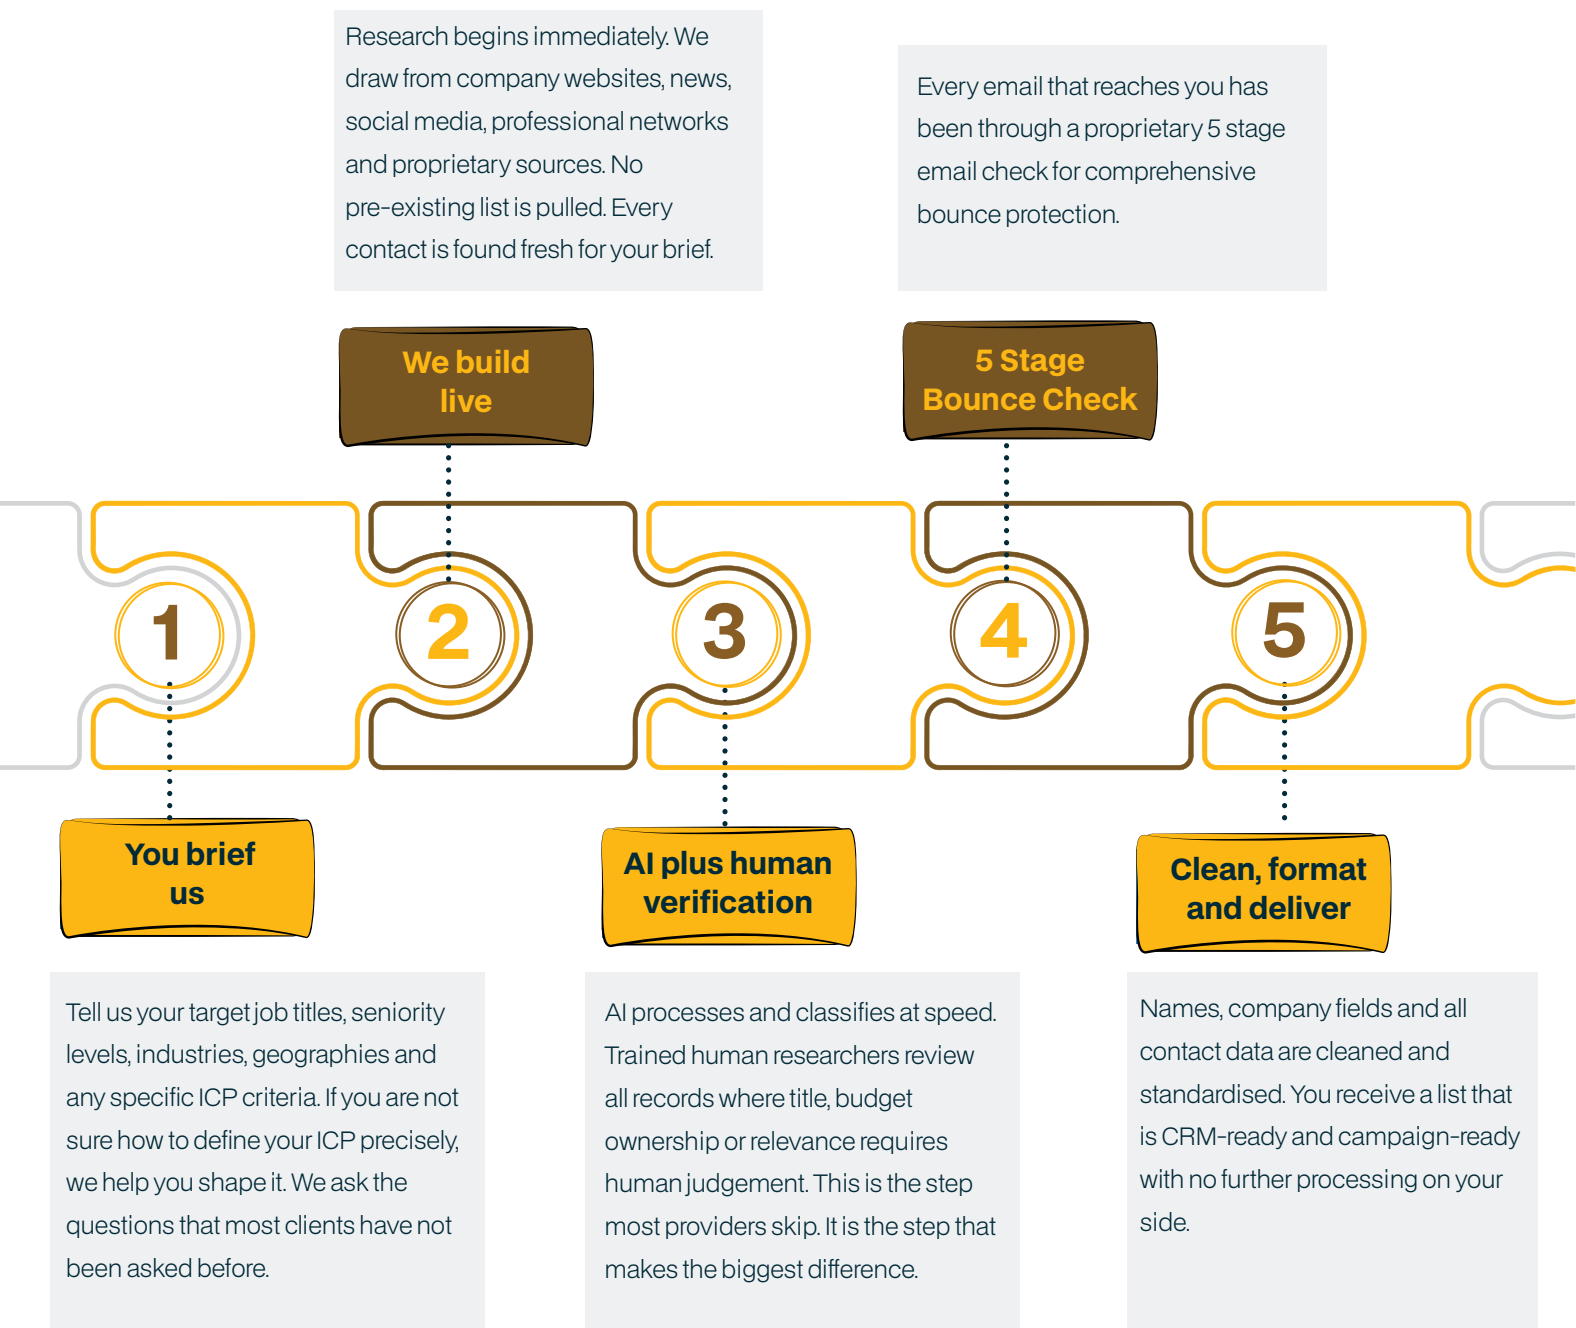 1
You brief
us
Tell us your target job titles, seniority
levels, industries, geographies and
any specific ICP criteria. If you are not
sure how to define your ICP precisely,
we help you shape it. We ask the
questions that most clients have not
been asked before.
2
We build
live
Research begins immediately. We
draw from company websites, news,
social media, professional networks
and proprietary sources. No
pre-existing list is pulled. Every
contact is found fresh for your brief.
3
AI plus human
verification
AI processes and classifies at speed.
Trained human researchers review
all records where title, budget
ownership or relevance requires
human judgement. This is the step
most providers skip. It is the step that
makes the biggest difference.
4
5 Stage
Bounce Check
Every email that reaches you has
been through a proprietary 5 stage
email check for comprehensive
bounce protection.
5
Clean, format
and deliver
Names, company fields and all
contact data are cleaned and
standardised. You receive a list that
is CRM-ready and campaign-ready
with no further processing on your
side.